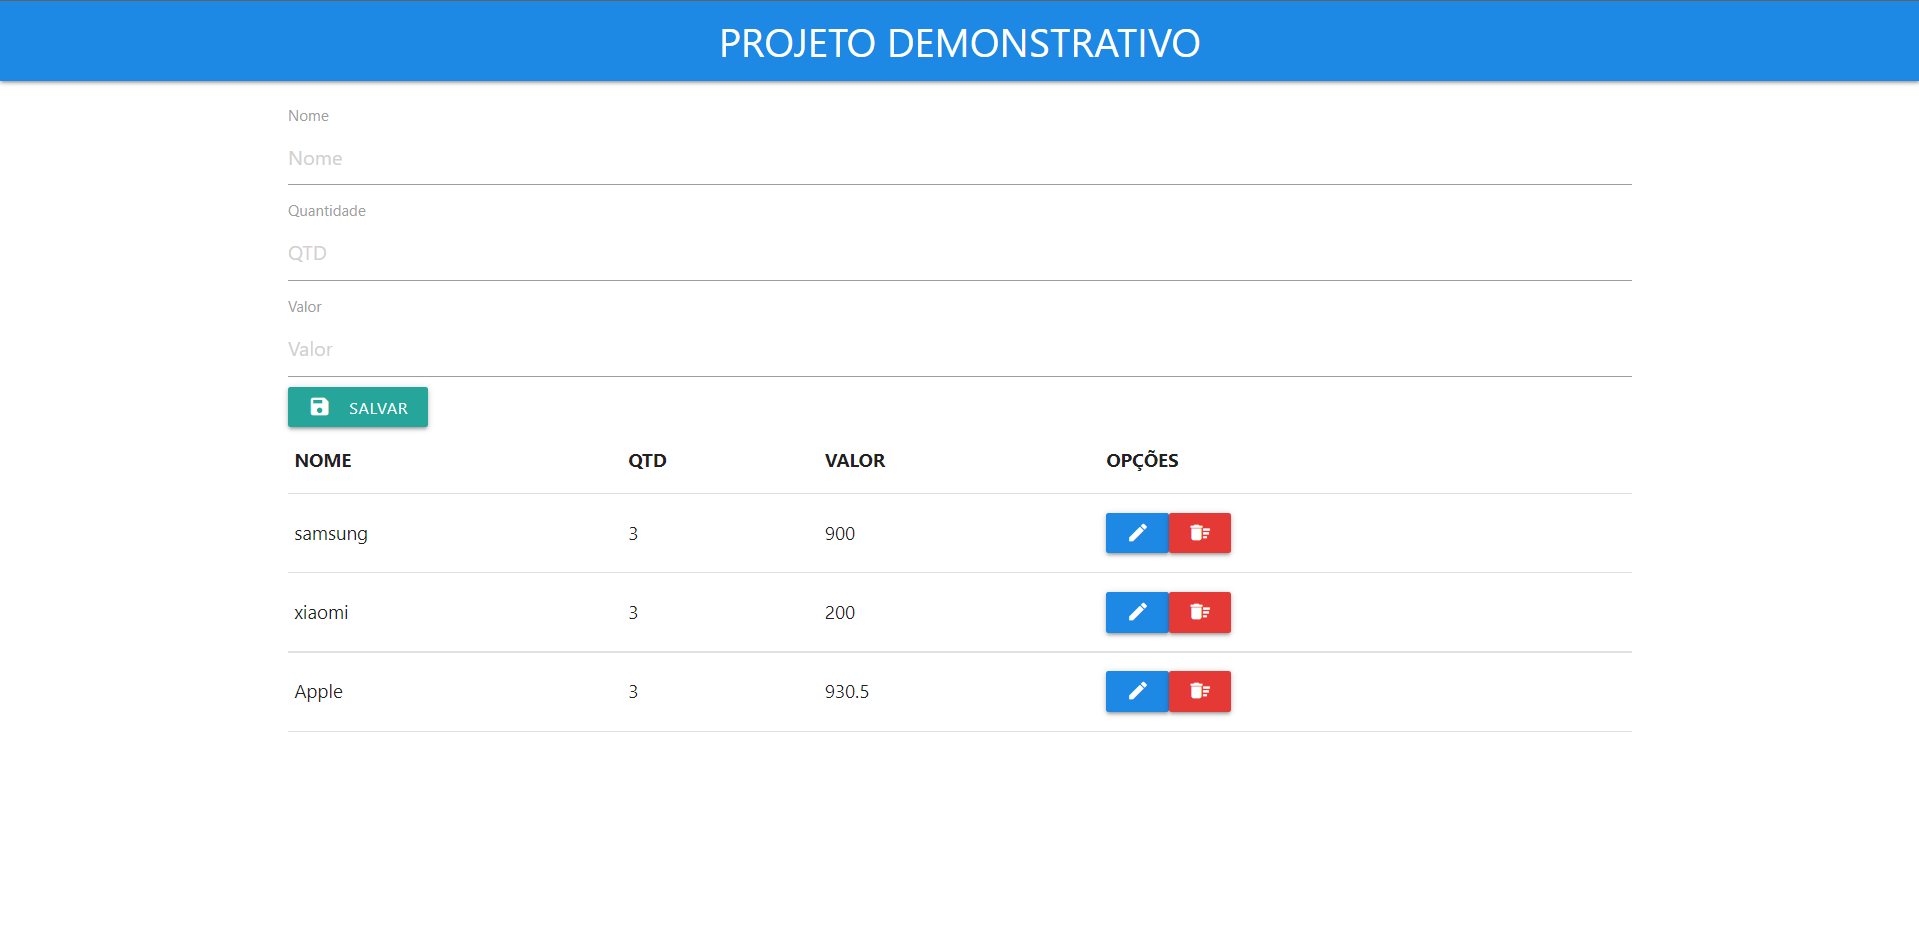 PROJETO DEMONSTRATIVO
Nome
Nome
Quantidade
QTD
Valor
Valor
SALVAR
NOME QTD VALOR OPÇÕES
samsung 3 900
xiaomi 3 200
Apple 3 930.5